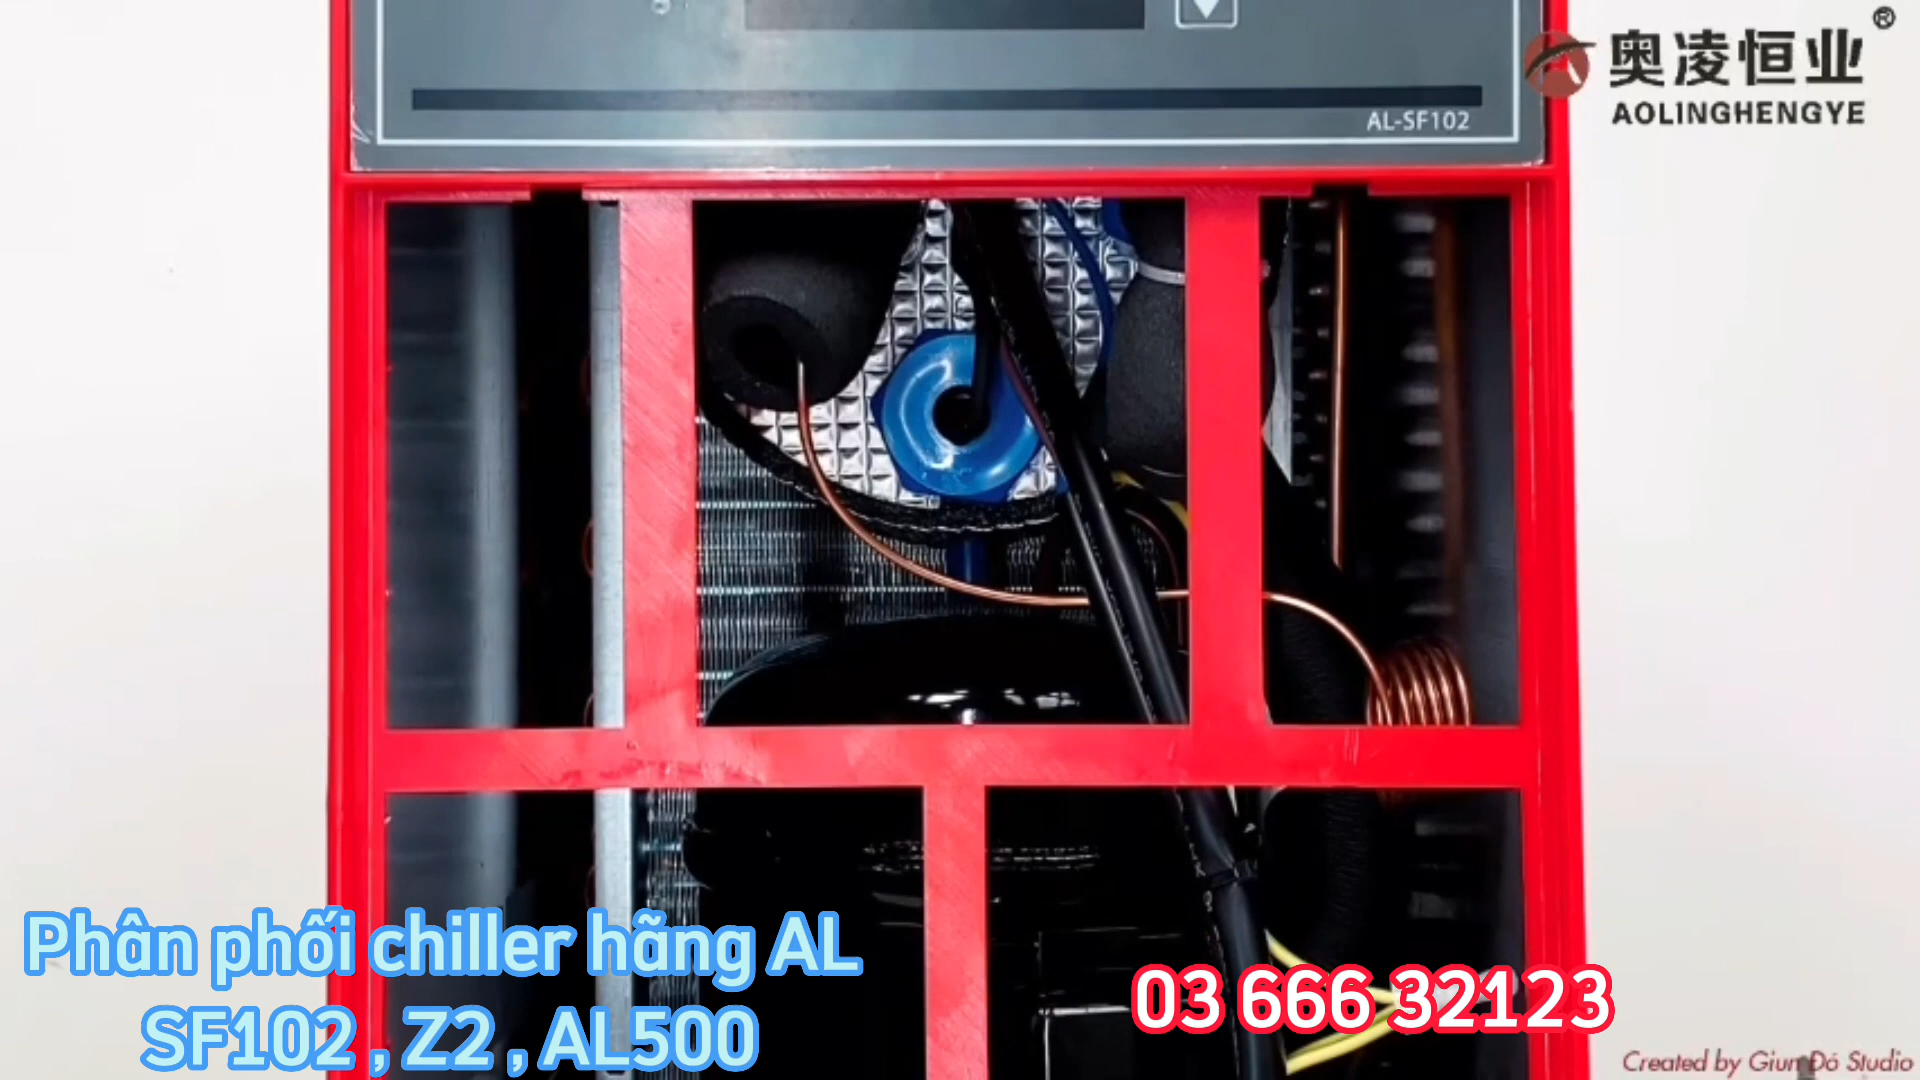 奥凌恒业®
AOLINGHENGYE
AL-SF102
Phân phối chiller hãng AL
SF102 , Z2 , AL500
03 666 32123
Created by Giun Đỏ Studio